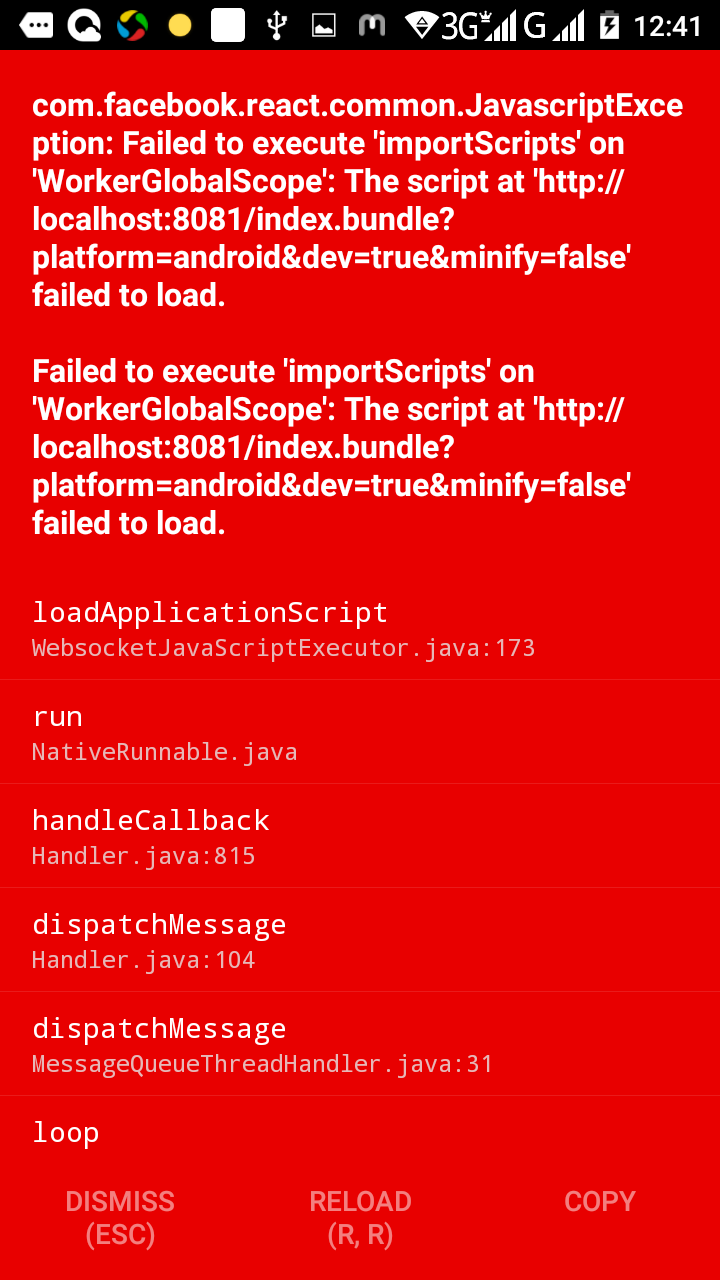 3G G 12:41
com.facebook.react.common.JavascriptExce
ption: Failed to execute 'importScripts' on
'WorkerGlobalScope': The script at 'http://
localhost:8081/index.bundle?
platform=android&dev=true&minify=false'
failed to load.
Failed to execute 'importScripts' on
'WorkerGlobalScope': The script at 'http://
localhost:8081/index.bundle?
platform=android&dev=true&minify=false'
failed to load.
loadApplicationScript
WebsocketJavaScriptExecutor.java:173
run
NativeRunnable.java
handleCallback
Handler.java:815
dispatchMessage
Handler.java:104
dispatchMessage
MessageQueueThreadHandler.java:31
loop
DISMISS
(ESC)
RELOAD
(R, R)
COPY